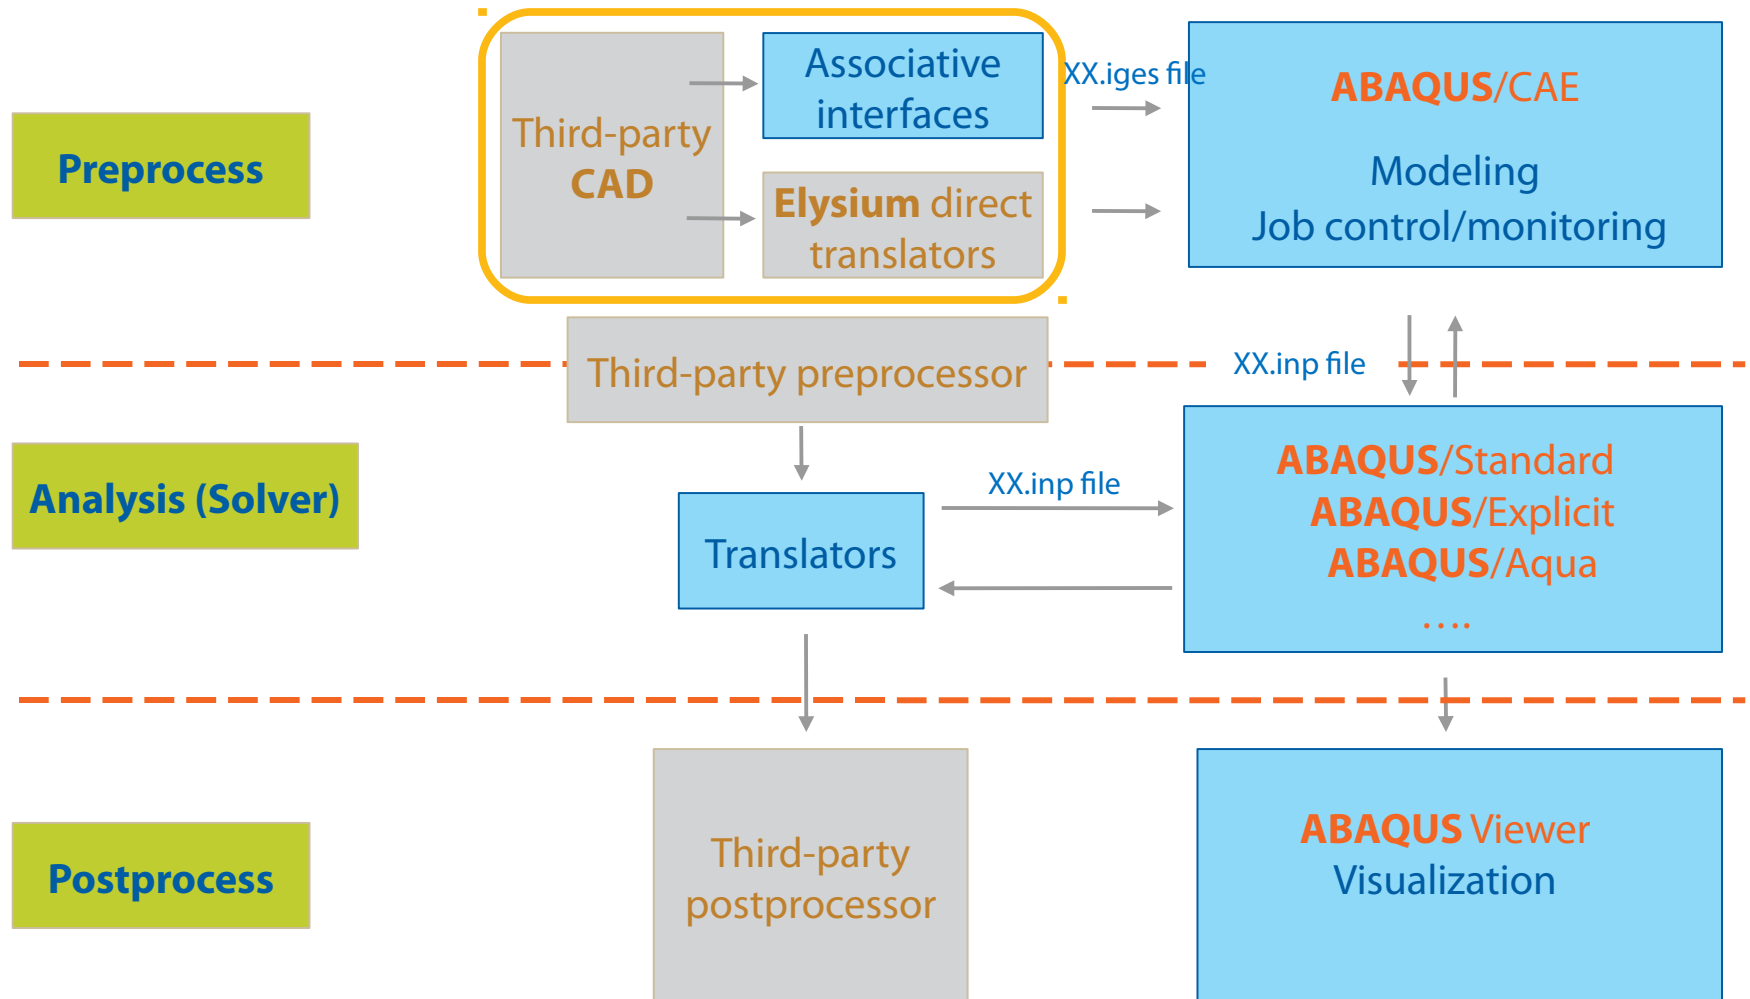 Preprocess
Third-party
CAD
Associative
interfaces
Elysium direct
translators
XX.iges file
ABAQUS/CAE
Modeling
Job control/monitoring
Third-party preprocessor
XX.inp file
Analysis (Solver)
Translators
XX.inp file
ABAQUS/Standard
ABAQUS/Explicit
ABAQUS/Aqua
....
Postprocess
Third-party
postprocessor
ABAQUS Viewer
Visualization